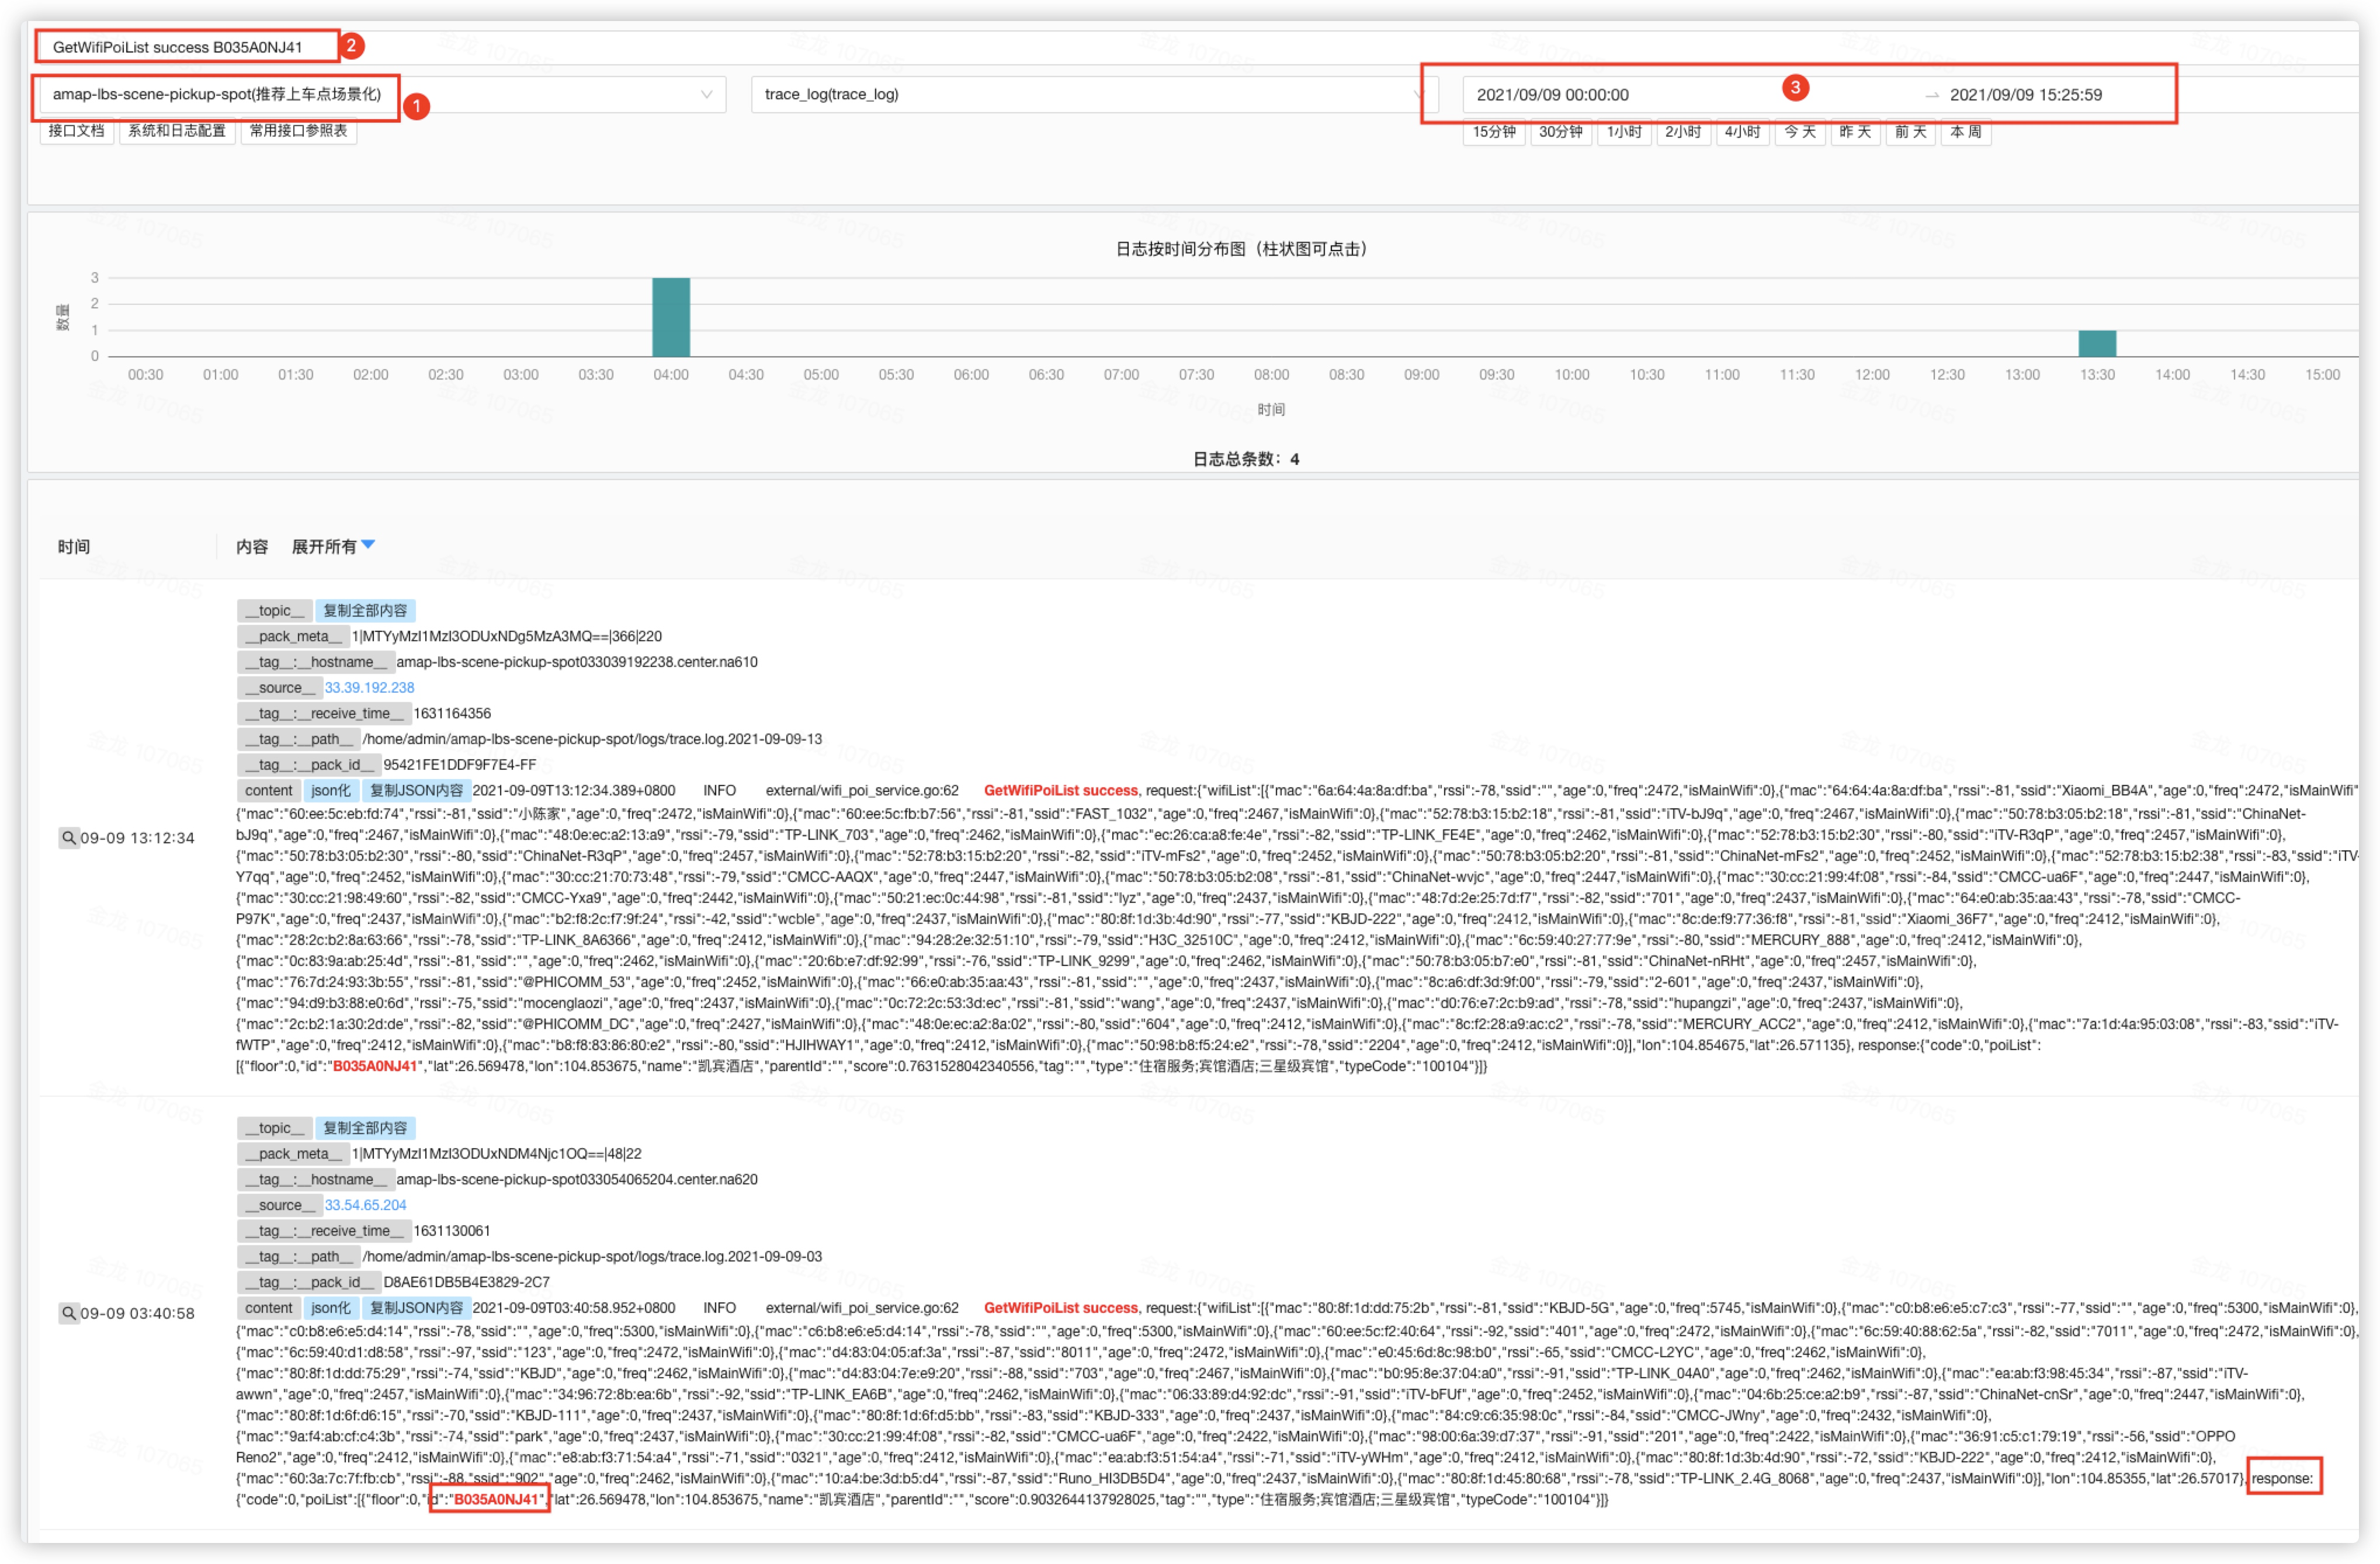 GetWifiPoiList success B035A0NJ41
2
amap-lbs-scene-pickup-spot(推荐上车点场景化)
1
trace_log(trace_log)
2021/09/09 00:00:00
3
2021/09/09 15:25:59
接口文档 系统和日志配置 常用接口参照表
15分钟 30分钟 1小时 2小时 4小时 今天 昨天 前天 本周
日志按时间分布图（柱状图可点击）
数量
3
2
1
0
00:30 01:00 01:30 02:00 02:30 03:00 03:30 04:00 04:30 05:00 05:30 06:00 06:30 07:00 07:30 08:00 08:30 09:00 09:30 10:00 10:30 11:00 11:30 12:00 12:30 13:00 13:30 14:00 14:30 15:00
时间
日志总条数：4
时间 内容 展开所有
__topic__ 复制全部内容
__pack_meta__ 1|MTYyMzI1MzI3ODUxNDg5MzA3MQ==|366|220
__tag__:__hostname__ amap-lbs-scene-pickup-spot033039192238.center.na610
__source__ 33.39.192.238
__tag__:__receive_time__ 1631164356
__tag__:__path__ /home/admin/amap-lbs-scene-pickup-spot/logs/trace.log.2021-09-09-13
__tag__:__pack_id__ 95421FE1DDF9F7E4-FF
content json化 复制JSON内容 2021-09-09T13:12:34.389+0800 INFO external/wifi_poi_service.go:62 GetWifiPoiList success, request:{"wifiList":[{"mac":"6a:64:4a:8a:df:ba","rssi":-78,"ssid":"","age":0,"freq":2472,"isMainWifi":0},{"mac":"64:64:4a:8a:df:ba","rssi":-81,"ssid":"Xiaomi_BB4A","age":0,"freq":2472,"isMainWifi"
{"mac":"60:ee:5c:eb:fd:74","rssi":-81,"ssid":"小陈家","age":0,"freq":2472,"isMainWifi":0},{"mac":"60:ee:5c:fb:b7:56","rssi":-81,"ssid":"FAST_1032","age":0,"freq":2467,"isMainWifi":0},{"mac":"52:78:b3:15:b2:18","rssi":-81,"ssid":"iTV-bJ9q","age":0,"freq":2467,"isMainWifi":0},{"mac":"50:78:b3:05:b2:18","rssi":-81,"ssid":"ChinaNet-
bJ9q","age":0,"freq":2467,"isMainWifi":0},{"mac":"48:0e:ec:a2:13:a9","rssi":-79,"ssid":"TP-LINK_703","age":0,"freq":2462,"isMainWifi":0},{"mac":"ec:26:ca:a8:fe:4e","rssi":-82,"ssid":"TP-LINK_FE4E","age":0,"freq":2462,"isMainWifi":0},{"mac":"52:78:b3:15:b2:30","rssi":-80,"ssid":"iTV-R3qP","age":0,"freq":2457,"isMainWifi":0},
{"mac":"50:78:b3:05:b2:30","rssi":-80,"ssid":"ChinaNet-R3qP","age":0,"freq":2457,"isMainWifi":0},{"mac":"52:78:b3:15:b2:20","rssi":-82,"ssid":"iTV-mFs2","age":0,"freq":2452,"isMainWifi":0},{"mac":"50:78:b3:05:b2:20","rssi":-81,"ssid":"ChinaNet-mFs2","age":0,"freq":2452,"isMainWifi":0},{"mac":"52:78:b3:15:b2:38","rssi":-83,"ssid":"iTV-
Y7qq","age":0,"freq":2452,"isMainWifi":0},{"mac":"30:cc:21:70:73:48","rssi":-79,"ssid":"CMCC-AAQX","age":0,"freq":2447,"isMainWifi":0},{"mac":"50:78:b3:05:b2:08","rssi":-81,"ssid":"ChinaNet-wvjc","age":0,"freq":2447,"isMainWifi":0},{"mac":"30:cc:21:99:4f:08","rssi":-84,"ssid":"CMCC-ua6F","age":0,"freq":2447,"isMainWifi":0},
{"mac":"30:cc:21:98:49:60","rssi":-82,"ssid":"CMCC-Yxa9","age":0,"freq":2442,"isMainWifi":0},{"mac":"50:21:ec:0c:44:98","rssi":-81,"ssid":"lyz","age":0,"freq":2437,"isMainWifi":0},{"mac":"48:7d:2e:25:7d:f7","rssi":-82,"ssid":"701","age":0,"freq":2437,"isMainWifi":0},{"mac":"64:e0:ab:35:aa:43","rssi":-78,"ssid":"CMCC-
P97K","age":0,"freq":2437,"isMainWifi":0},{"mac":"b2:f8:2c:f7:9f:24","rssi":-42,"ssid":"wcble","age":0,"freq":2437,"isMainWifi":0},{"mac":"80:8f:1d:3b:4d:90","rssi":-77,"ssid":"KBJD-222","age":0,"freq":2412,"isMainWifi":0},{"mac":"8c:de:f9:77:36:f8","rssi":-81,"ssid":"Xiaomi_36F7","age":0,"freq":2412,"isMainWifi":0},
{"mac":"28:2c:b2:8a:63:66","rssi":-78,"ssid":"TP-LINK_8A6366","age":0,"freq":2412,"isMainWifi":0},{"mac":"94:28:2e:32:51:10","rssi":-79,"ssid":"H3C_32510C","age":0,"freq":2412,"isMainWifi":0},{"mac":"6c:59:40:27:77:9e","rssi":-80,"ssid":"MERCURY_888","age":0,"freq":2412,"isMainWifi":0},
{"mac":"0c:83:9a:ab:25:4d","rssi":-81,"ssid":"","age":0,"freq":2462,"isMainWifi":0},{"mac":"20:6b:e7:df:92:99","rssi":-76,"ssid":"TP-LINK_9299","age":0,"freq":2462,"isMainWifi":0},{"mac":"50:78:b3:05:b7:e0","rssi":-81,"ssid":"ChinaNet-nRHt","age":0,"freq":2457,"isMainWifi":0},
{"mac":"76:7d:24:93:3b:55","rssi":-81,"ssid":"@PHICOMM_53","age":0,"freq":2452,"isMainWifi":0},{"mac":"66:e0:ab:35:aa:43","rssi":-81,"ssid":"","age":0,"freq":2437,"isMainWifi":0},{"mac":"8c:a6:df:3d:9f:00","rssi":-79,"ssid":"2-601","age":0,"freq":2437,"isMainWifi":0},
{"mac":"94:d9:b3:88:e0:6d","rssi":-75,"ssid":"mocenglaozi","age":0,"freq":2437,"isMainWifi":0},{"mac":"0c:72:2c:53:3d:ec","rssi":-81,"ssid":"wang","age":0,"freq":2437,"isMainWifi":0},{"mac":"d0:76:e7:2c:b9:ad","rssi":-78,"ssid":"hupangzi","age":0,"freq":2437,"isMainWifi":0},
{"mac":"2c:b2:1a:30:2d:de","rssi":-82,"ssid":"@PHICOMM_DC","age":0,"freq":2427,"isMainWifi":0},{"mac":"48:0e:ec:a2:8a:02","rssi":-80,"ssid":"604","age":0,"freq":2412,"isMainWifi":0},{"mac":"8c:f2:28:a9:ac:c2","rssi":-78,"ssid":"MERCURY_ACC2","age":0,"freq":2412,"isMainWifi":0},{"mac":"7a:1d:4a:95:03:08","rssi":-83,"ssid":"iTV-
fWTP","age":0,"freq":2412,"isMainWifi":0},{"mac":"b8:f8:83:86:80:e2","rssi":-80,"ssid":"HJIHWAY1","age":0,"freq":2412,"isMainWifi":0},{"mac":"50:98:b8:f5:24:e2","rssi":-78,"ssid":"2204","age":0,"freq":2412,"isMainWifi":0}],"lon":104.854675,"lat":26.571135}, response:{"code":0,"poiList":
[{"floor":0,"id":"B035A0NJ41","lat":26.569478,"lon":104.853675,"name":"凯宾酒店","parentId":"","score":0.7631528042340556,"tag":"","type":"住宿服务;宾馆酒店;三星级宾馆","typeCode":"100104"}]}
09-09 13:12:34
__topic__ 复制全部内容
__pack_meta__ 1|MTYyMzI1MzI3ODUxNDM4Njc1OQ==|48|22
__tag__:__hostname__ amap-lbs-scene-pickup-spot033054065204.center.na620
__source__ 33.54.65.204
__tag__:__receive_time__ 1631130061
__tag__:__path__ /home/admin/amap-lbs-scene-pickup-spot/logs/trace.log.2021-09-09-03
__tag__:__pack_id__ D8AE61DB5B4E3829-2C7
content json化 复制JSON内容 2021-09-09T03:40:58.952+0800 INFO external/wifi_poi_service.go:62 GetWifiPoiList success, request:{"wifiList":[{"mac":"80:8f:1d:dd:75:2b","rssi":-81,"ssid":"KBJD-5G","age":0,"freq":5745,"isMainWifi":0},{"mac":"c0:b8:e6:e5:c7:c3","rssi":-77,"ssid":"","age":0,"freq":5300,"isMainWifi":0},
{"mac":"c0:b8:e6:e5:d4:14","rssi":-78,"ssid":"","age":0,"freq":5300,"isMainWifi":0},{"mac":"c6:b8:e6:e5:d4:14","rssi":-78,"ssid":"","age":0,"freq":5300,"isMainWifi":0},{"mac":"60:ee:5c:f2:40:64","rssi":-92,"ssid":"401","age":0,"freq":2472,"isMainWifi":0},{"mac":"6c:59:40:88:62:5a","rssi":-82,"ssid":"7011","age":0,"freq":2472,"isMainWifi":0},
{"mac":"6c:59:40:d1:d8:58","rssi":-97,"ssid":"123","age":0,"freq":2472,"isMainWifi":0},{"mac":"d4:83:04:05:af:3a","rssi":-87,"ssid":"8011","age":0,"freq":2472,"isMainWifi":0},{"mac":"e0:45:6d:8c:98:b0","rssi":-65,"ssid":"CMCC-L2YC","age":0,"freq":2462,"isMainWifi":0},
{"mac":"80:8f:1d:dd:75:29","rssi":-74,"ssid":"KBJD","age":0,"freq":2462,"isMainWifi":0},{"mac":"d4:83:04:7e:e9:20","rssi":-88,"ssid":"703","age":0,"freq":2467,"isMainWifi":0},{"mac":"b0:95:8e:37:04:a0","rssi":-91,"ssid":"TP-LINK_04A0","age":0,"freq":2462,"isMainWifi":0},{"mac":"ea:ab:f3:98:45:34","rssi":-87,"ssid":"iTV-
awwn","age":0,"freq":2457,"isMainWifi":0},{"mac":"34:96:72:8b:ea:6b","rssi":-92,"ssid":"TP-LINK_EA6B","age":0,"freq":2462,"isMainWifi":0},{"mac":"06:33:89:d4:92:dc","rssi":-91,"ssid":"iTV-bFUf","age":0,"freq":2452,"isMainWifi":0},{"mac":"04:6b:25:ce:a2:b9","rssi":-87,"ssid":"ChinaNet-cnSr","age":0,"freq":2447,"isMainWifi":0},
{"mac":"80:8f:1d:6f:d6:15","rssi":-70,"ssid":"KBJD-111","age":0,"freq":2437,"isMainWifi":0},{"mac":"80:8f:1d:6f:d5:bb","rssi":-83,"ssid":"KBJD-333","age":0,"freq":2437,"isMainWifi":0},{"mac":"84:c9:c6:35:98:0c","rssi":-84,"ssid":"CMCC-JWny","age":0,"freq":2432,"isMainWifi":0},
{"mac":"9a:f4:ab:cf:c4:3b","rssi":-74,"ssid":"park","age":0,"freq":2437,"isMainWifi":0},{"mac":"30:cc:21:99:4f:08","rssi":-82,"ssid":"CMCC-ua6F","age":0,"freq":2422,"isMainWifi":0},{"mac":"98:00:6a:39:d7:37","rssi":-91,"ssid":"201","age":0,"freq":2422,"isMainWifi":0},{"mac":"36:91:c5:c1:79:19","rssi":-56,"ssid":"OPPO
Reno2","age":0,"freq":2412,"isMainWifi":0},{"mac":"e8:ab:f3:71:54:a4","rssi":-71,"ssid":"0321","age":0,"freq":2412,"isMainWifi":0},{"mac":"ea:ab:f3:51:54:a4","rssi":-71,"ssid":"iTV-yWHm","age":0,"freq":2412,"isMainWifi":0},{"mac":"80:8f:1d:3b:4d:90","rssi":-72,"ssid":"KBJD-222","age":0,"freq":2412,"isMainWifi":0},
{"mac":"60:3a:7c:7f:fb:cb","rssi":-88,"ssid":"902","age":0,"freq":2462,"isMainWifi":0},{"mac":"10:a4:be:3d:b5:d4","rssi":-87,"ssid":"Runo_HI3DB5D4","age":0,"freq":2437,"isMainWifi":0},{"mac":"80:8f:1d:45:80:68","rssi":-78,"ssid":"TP-LINK_2.4G_8068","age":0,"freq":2437,"isMainWifi":0}],"lon":104.85355,"lat":26.57017}, response:
{"code":0,"poiList":[{"floor":0,"id":"B035A0NJ41","lat":26.569478,"lon":104.853675,"name":"凯宾酒店","parentId":"","score":0.9032644137928025,"tag":"","type":"住宿服务;宾馆酒店;三星级宾馆","typeCode":"100104"}]}
09-09 03:40:58
金龙 107065